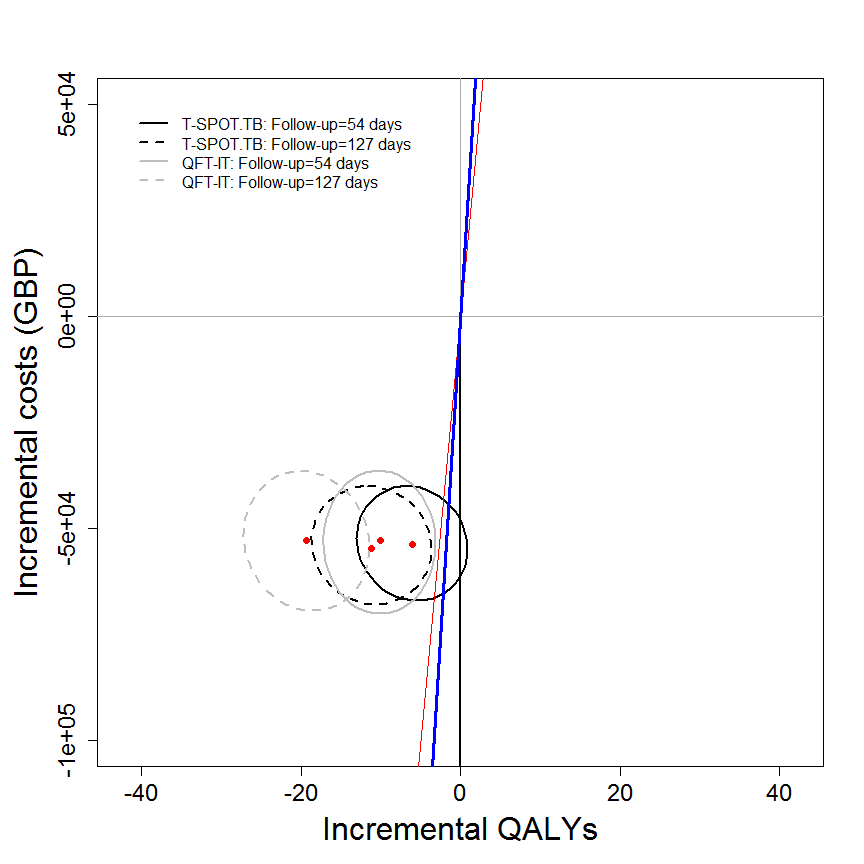 T-SPOT.TB: Follow-up=54 days
T-SPOT.TB: Follow-up=127 days
QFT-IT: Follow-up=54 days
QFT-IT: Follow-up=127 days
Incremental costs (GBP)
5e+04
0e+00
-5e+04
-1e+05
-40 -20 0 20 40
Incremental QALYs